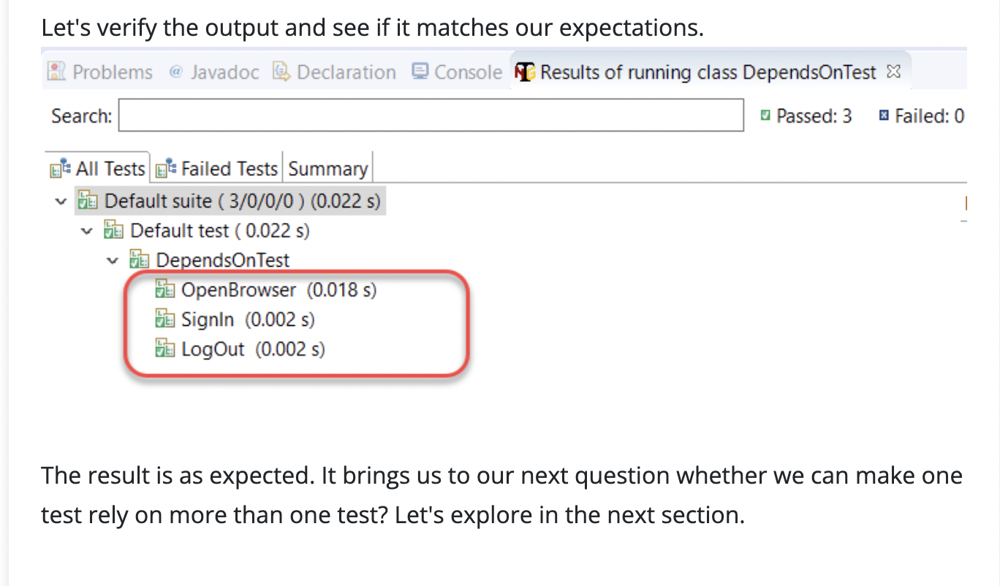 Let's verify the output and see if it matches our expectations.
Problems @ Javadoc Declaration Console Results of running class DependsOnTest
Search: Passed: 3 Failed: 0
All Tests Failed Tests Summary
Default suite ( 3/0/0/0 ) (0.022 s)
Default test ( 0.022 s)
DependsOnTest
OpenBrowser (0.018 s)
SignIn (0.002 s)
LogOut (0.002 s)
The result is as expected. It brings us to our next question whether we can make one
test rely on more than one test? Let's explore in the next section.